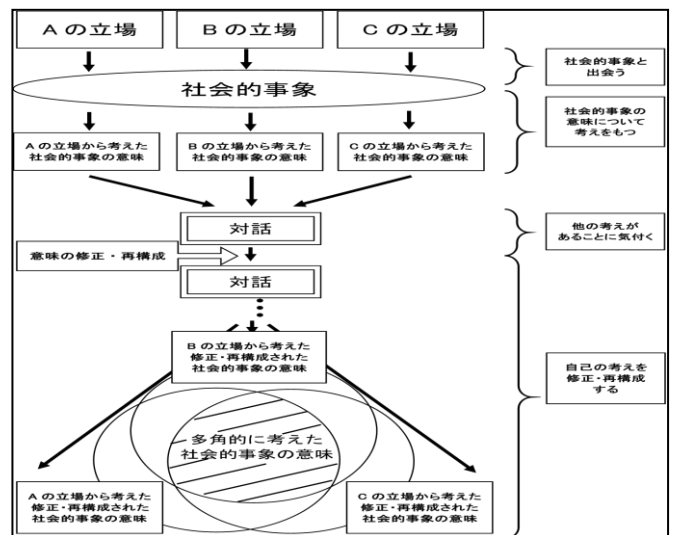 Aの立場
Bの立場
Cの立場
社会的事象と
出会う
社会的事象
社会的事象の
意味について
考えをもつ
Aの立場から考えた
社会的事象の意味
Bの立場から考えた
社会的事象の意味
Cの立場から考えた
社会的事象の意味
対話
他の考えが
あることに気付く
意味の修正・再構成
対話
Bの立場から考えた
修正・再構成された
社会的事象の意味
自己の考えを
修正・再構成
する
多角的に考えた
社会的事象の意味
Aの立場から考えた
修正・再構成された
社会的事象の意味
Cの立場から考えた
修正・再構成された
社会的事象の意味